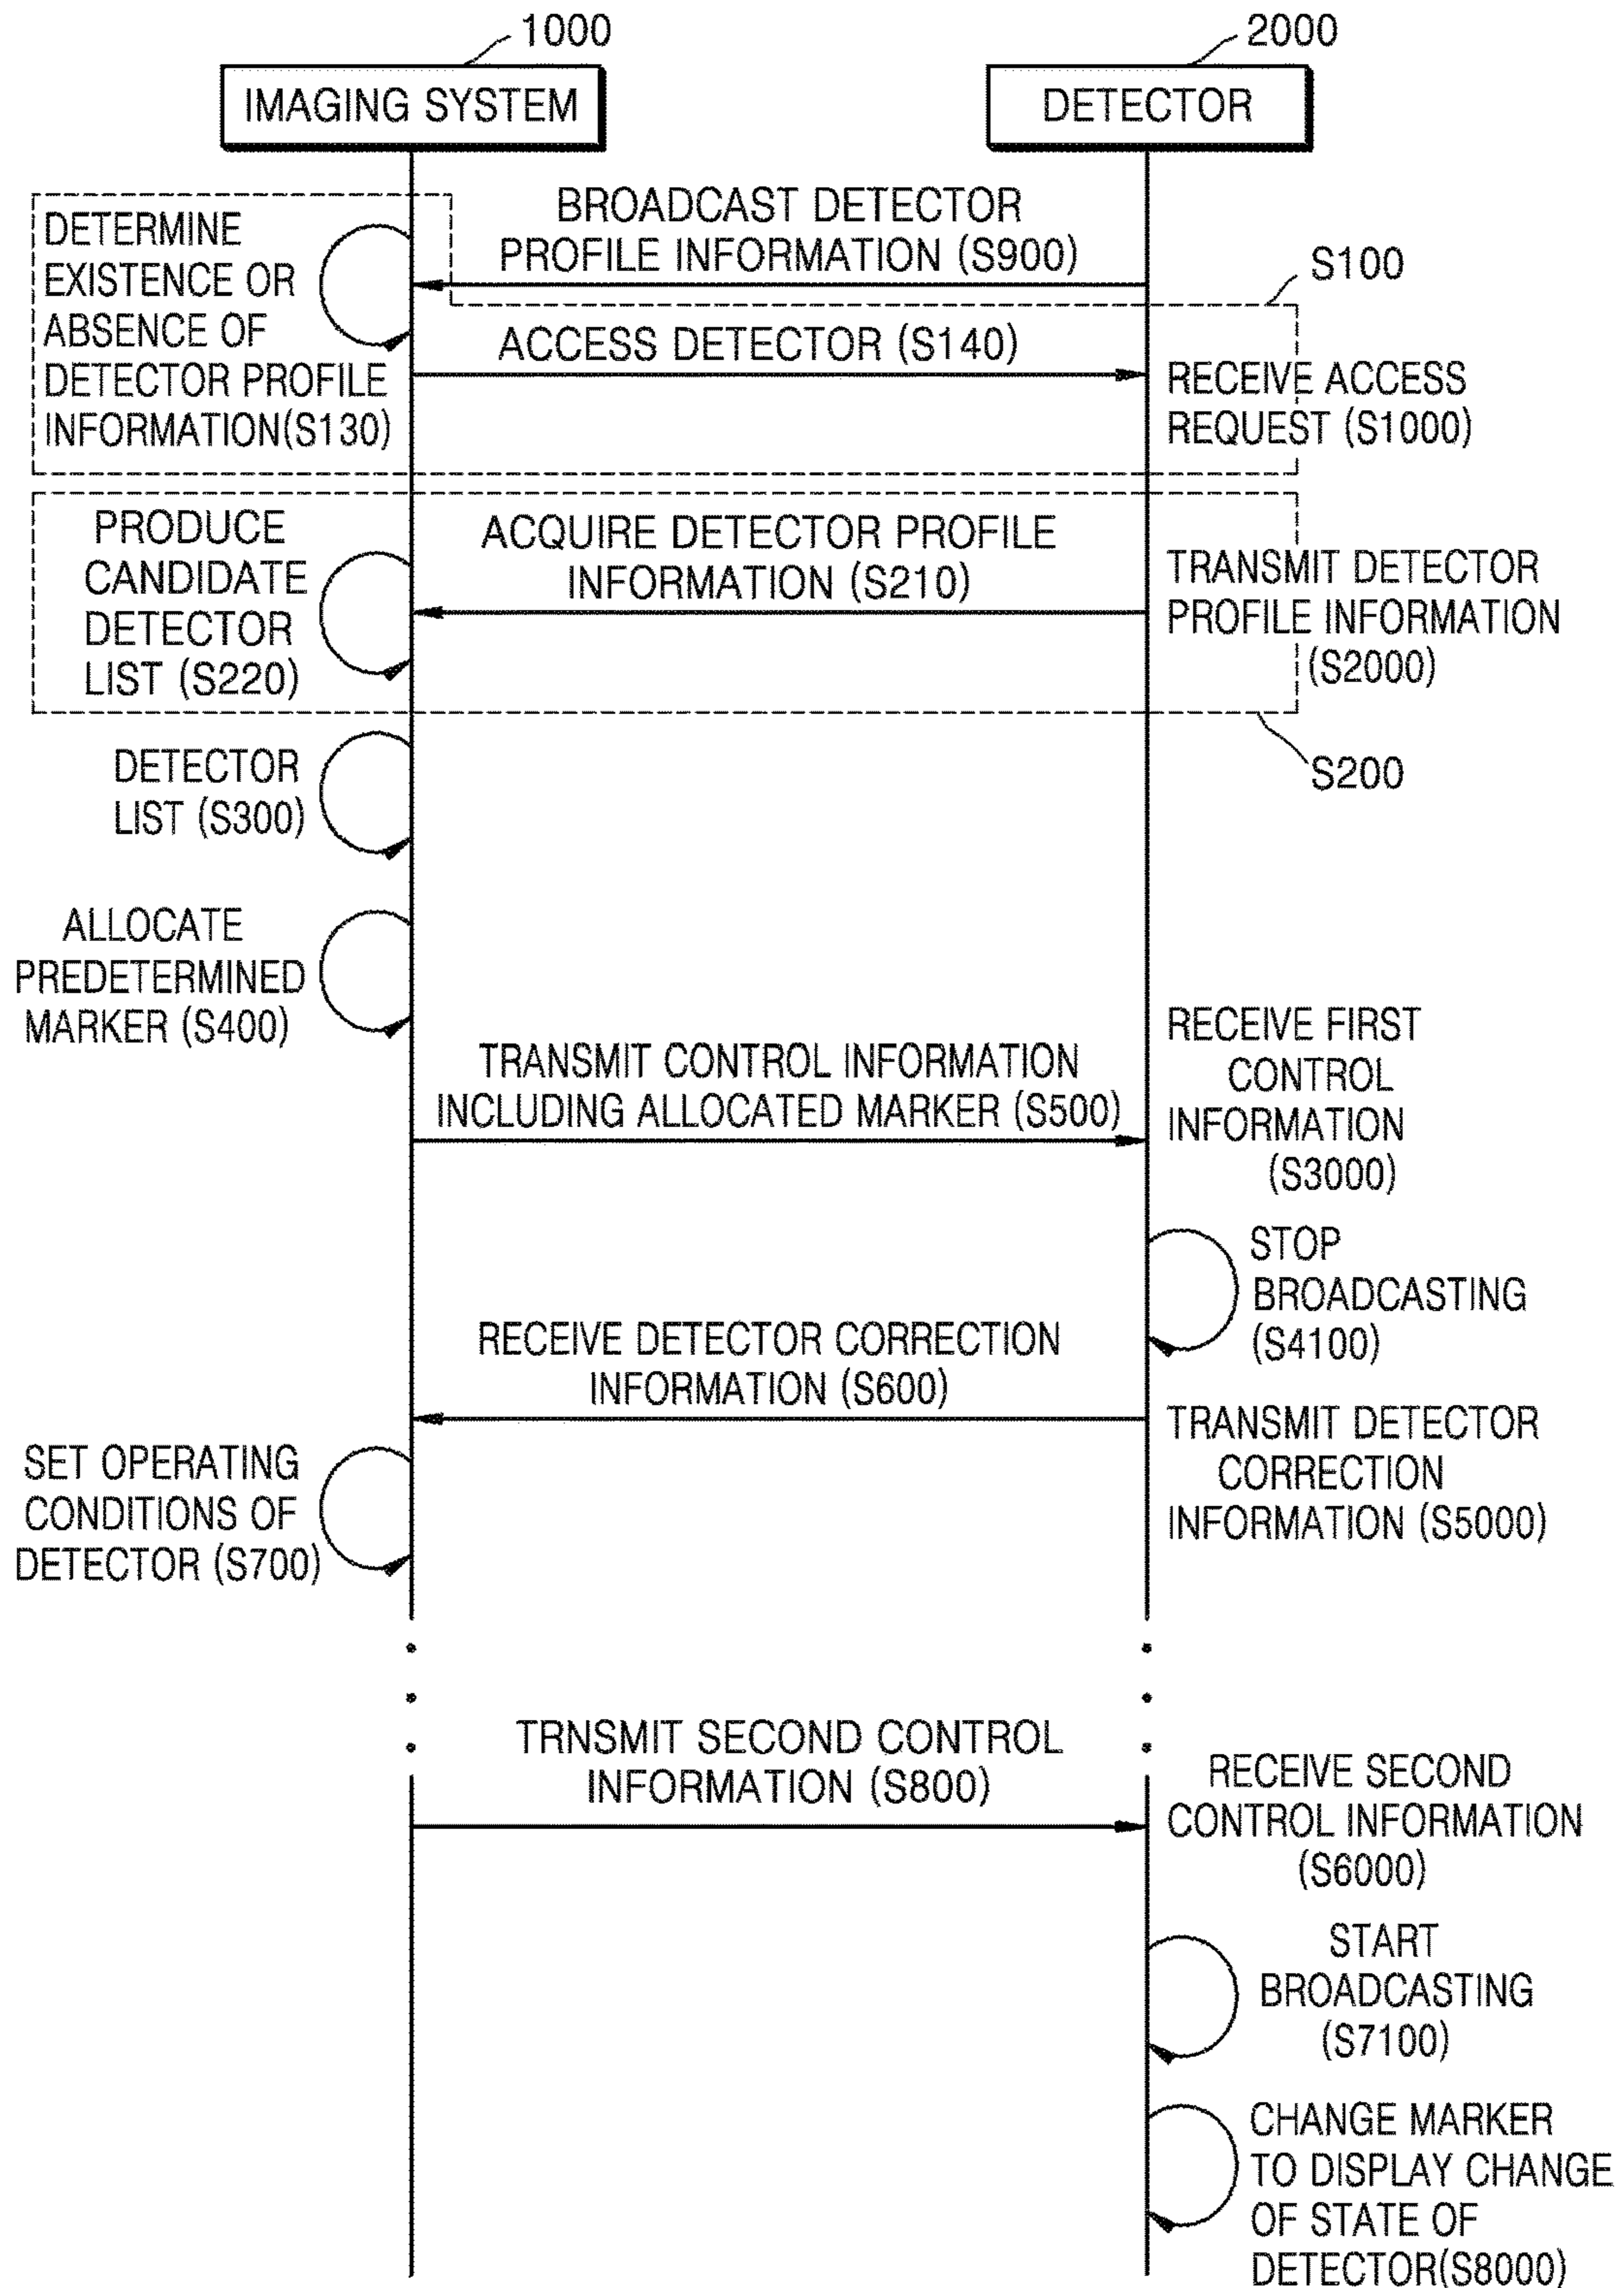 1000
2000
IMAGING SYSTEM
DETECTOR
BROADCAST DETECTOR
PROFILE INFORMATION (S900)
S100
DETERMINE
EXISTENCE OR
ABSENCE OF
DETECTOR PROFILE
INFORMATION(S130)
ACCESS DETECTOR (S140)
RECEIVE ACCESS
REQUEST (S1000)
PRODUCE
CANDIDATE
DETECTOR
LIST (S220)
ACQUIRE DETECTOR PROFILE
INFORMATION (S210)
TRANSMIT DETECTOR
PROFILE INFORMATION
(S2000)
S200
DETECTOR
LIST (S300)
ALLOCATE
PREDETERMINED
MARKER (S400)
TRANSMIT CONTROL INFORMATION
INCLUDING ALLOCATED MARKER (S500)
RECEIVE FIRST
CONTROL
INFORMATION
(S3000)
STOP
BROADCASTING
(S4100)
RECEIVE DETECTOR CORRECTION
INFORMATION (S600)
TRANSMIT DETECTOR
CORRECTION
INFORMATION (S5000)
SET OPERATING
CONDITIONS OF
DETECTOR (S700)
TRNSMIT SECOND CONTROL
INFORMATION (S800)
RECEIVE SECOND
CONTROL INFORMATION
(S6000)
START
BROADCASTING
(S7100)
CHANGE MARKER
TO DISPLAY CHANGE
OF STATE OF
DETECTOR(S8000)